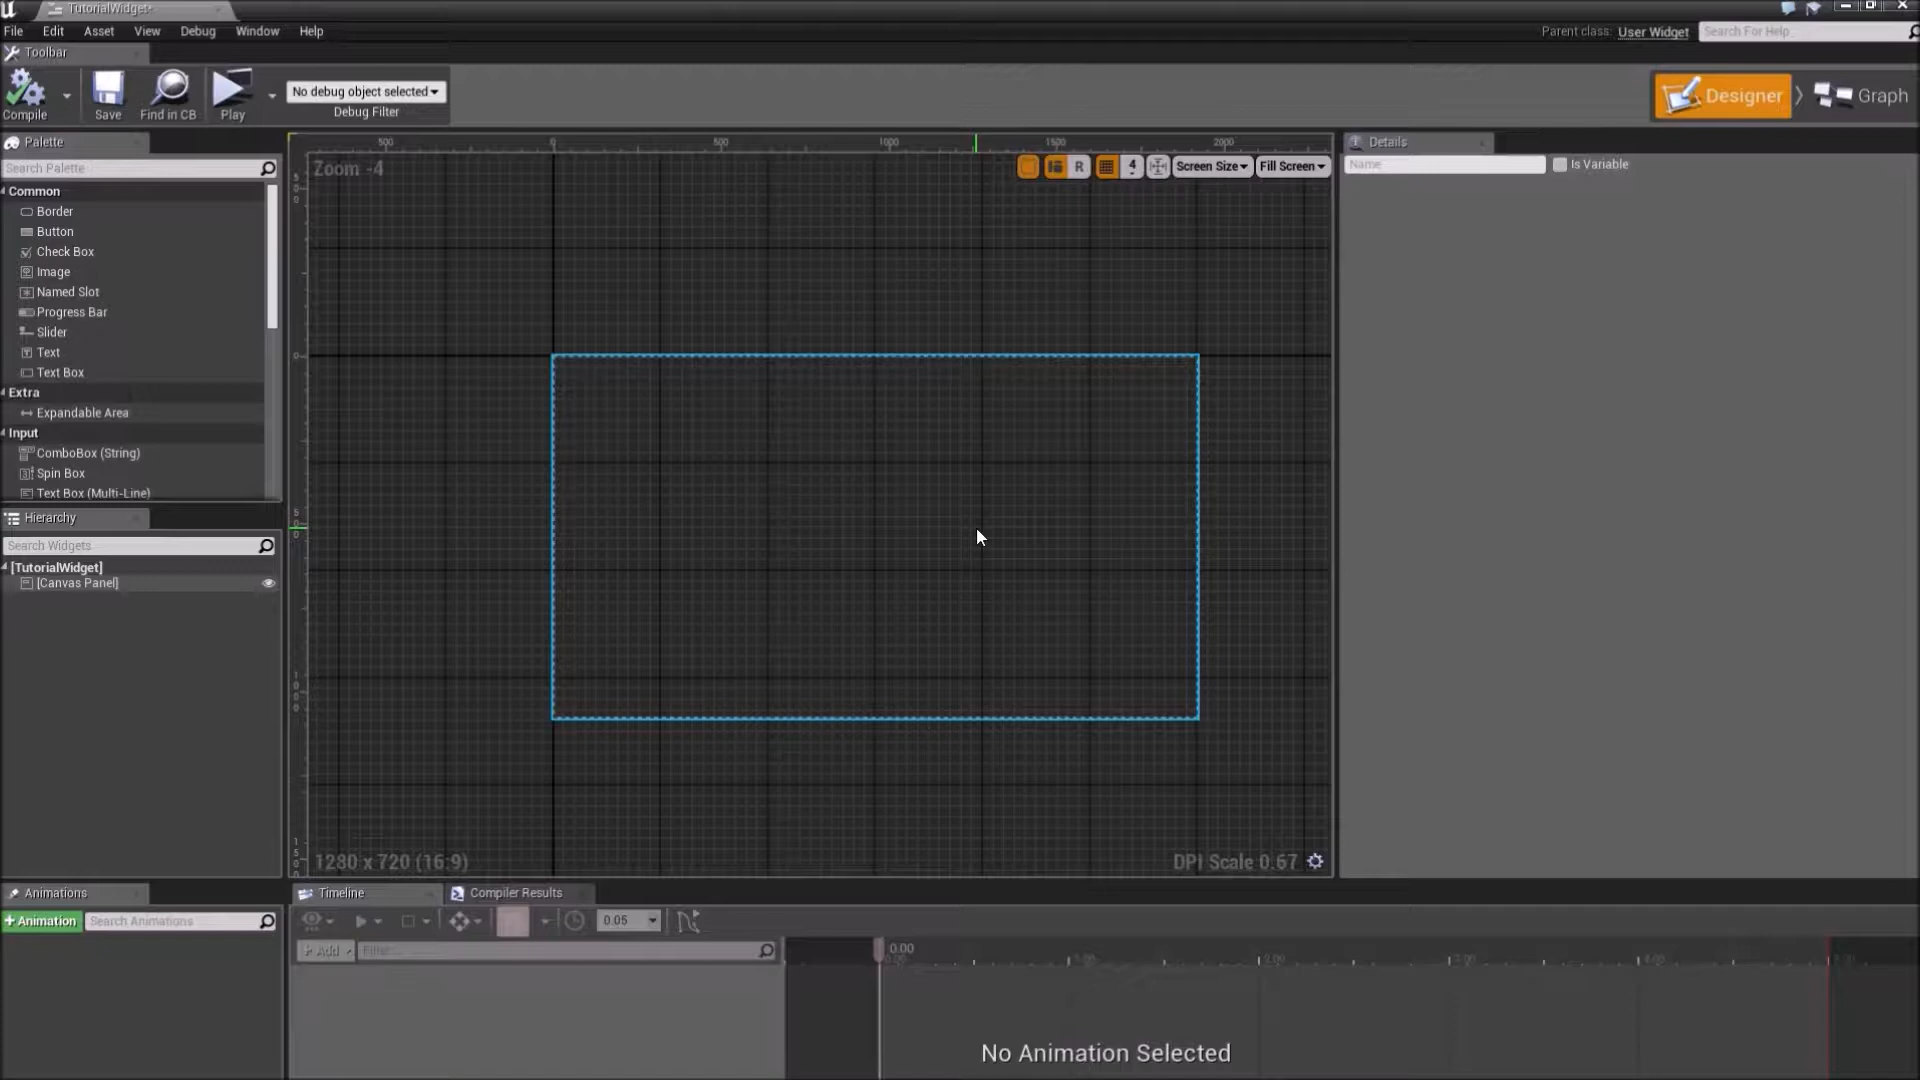 TutorialWidget*
File Edit Asset View Debug Window Help
Parent class: User Widget Search For Help
Toolbar
Compile Save Find in CB Play
No debug object selected
Debug Filter
Designer Graph
Palette
Search Palette
Common
Border
Button
Check Box
Image
Named Slot
Progress Bar
Slider
Text
Text Box
Extra
Expandable Area
Input
ComboBox (String)
Spin Box
Text Box (Multi-Line)
Hierarchy
Search Widgets
[TutorialWidget]
[Canvas Panel]
500 0 500 1000 1500 2000
Zoom -4
R 4 Screen Size Fill Screen
500
0
500
1000
1280 x 720 (16:9)
DPI Scale 0.67
Details
Name Is Variable
Animations
+Animation Search Animations
Timeline Compiler Results
0.05
+ Add Filter...
0.00
No Animation Selected